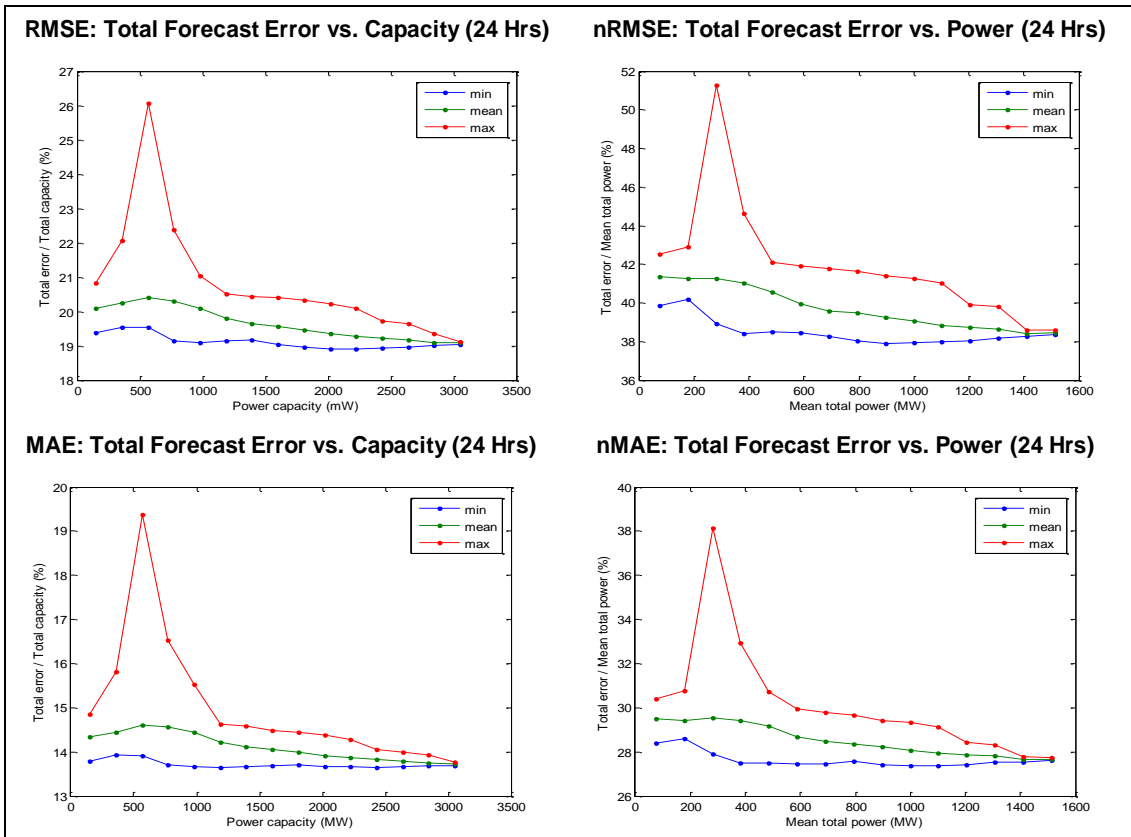 RMSE: Total Forecast Error vs. Capacity (24 Hrs)
27
26
25
24
23
22
21
20
19
18
0
500
1000
1500
2000
2500
3000
3500
Total error / Total capacity (%)
Power capacity (mW)
min
mean
max
nRMSE: Total Forecast Error vs. Power (24 Hrs)
52
50
48
46
44
42
40
38
36
0
200
400
600
800
1000
1200
1400
1600
Total error / Mean total power (%)
Mean total power (MW)
min
mean
max
MAE: Total Forecast Error vs. Capacity (24 Hrs)
20
19
18
17
16
15
14
13
0
500
1000
1500
2000
2500
3000
3500
Total error / Total capacity (%)
Power capacity (MW)
min
mean
max
nMAE: Total Forecast Error vs. Power (24 Hrs)
40
38
36
34
32
30
28
26
0
200
400
600
800
1000
1200
1400
1600
Total error / Mean total power (%)
Mean total power (MW)
min
mean
max